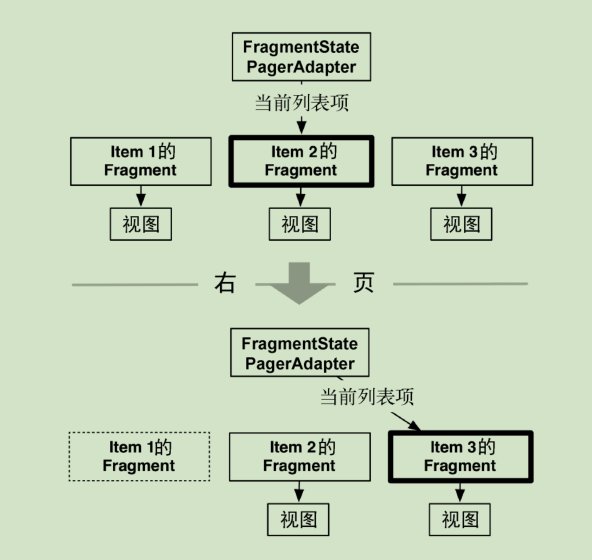 FragmentState
PagerAdapter
当前列表项
Item 1的
Fragment
Item 2的
Fragment
Item 3的
Fragment
视图
视图
视图
右 页
FragmentState
PagerAdapter
当前列表项
Item 1的
Fragment
Item 2的
Fragment
Item 3的
Fragment
视图
视图